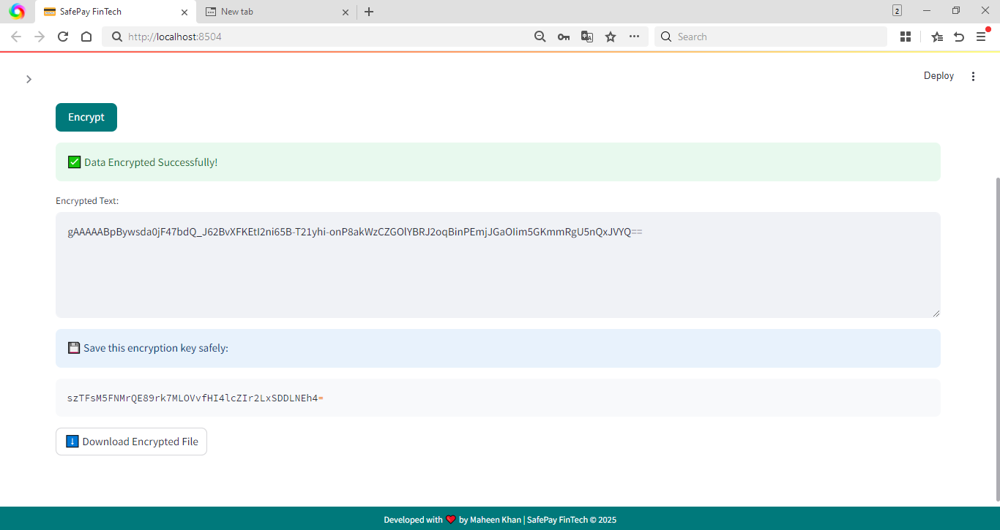 SafePay FinTech
New tab
2
http://localhost:8504
Search
Deploy
Encrypt
✅ Data Encrypted Successfully!
Encrypted Text:
gAAAAABpBywsda0jF47bdQ_J62BvXFKEtI2ni65B-T21yhi-onP8akWzCZGOlYBRJ2oqBinPEmjJGaOIim5GKmmRgU5nQxJVYQ==
💾 Save this encryption key safely:
szTFsM5FNMrQE89rk7MLOVvfHI4lcZIr2LxSDDLNEh4=
⬇️ Download Encrypted File
Developed with ❤️ by Maheen Khan | SafePay FinTech © 2025